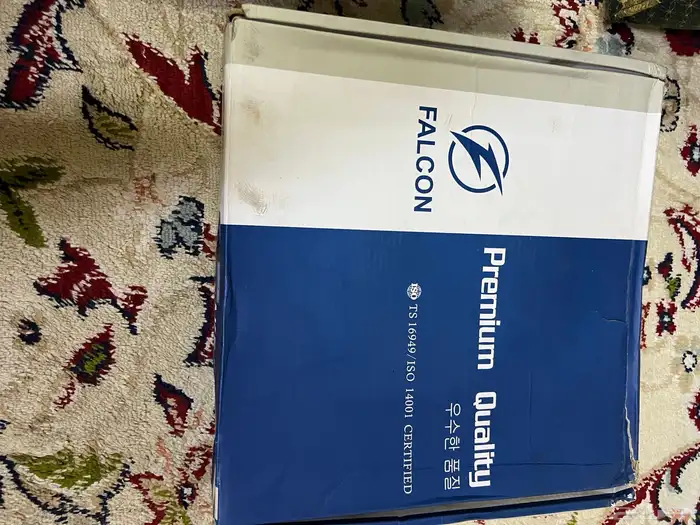 FALCON
Premium Quality
우수한 품질
ISO TS 16949/ISO 14001 CERTIFIED